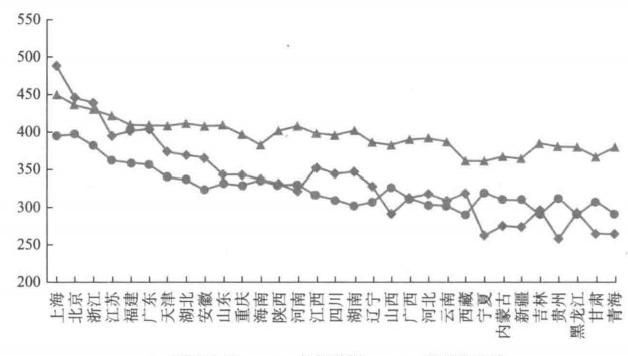 550
500
450
400
350
300
250
200
上海
北京
浙江
江苏
福建
广东
天津
湖北
安徽
山东
重庆
海南
陕西
河南
江西
四川
湖南
辽宁
山西
广西
河北
云南
西藏
宁夏
内蒙古
新疆
吉林
贵州
黑龙江
甘肃
青海